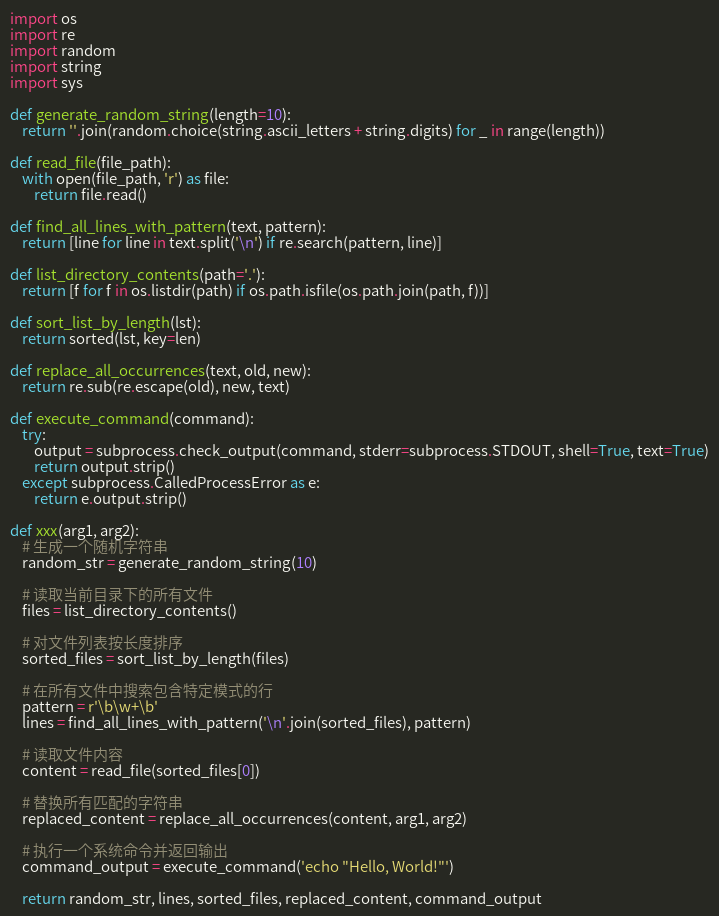 import os
import re
import random
import string
import sys

def generate_random_string(length=10):
    return ''.join(random.choice(string.ascii_letters + string.digits) for _ in range(length))

def read_file(file_path):
    with open(file_path, 'r') as file:
        return file.read()

def find_all_lines_with_pattern(text, pattern):
    return [line for line in text.split('\n') if re.search(pattern, line)]

def list_directory_contents(path='.'):
    return [f for f in os.listdir(path) if os.path.isfile(os.path.join(path, f))]

def sort_list_by_length(lst):
    return sorted(lst, key=len)

def replace_all_occurrences(text, old, new):
    return re.sub(re.escape(old), new, text)

def execute_command(command):
    try:
        output = subprocess.check_output(command, stderr=subprocess.STDOUT, shell=True, text=True)
        return output.strip()
    except subprocess.CalledProcessError as e:
        return e.output.strip()

def xxx(arg1, arg2):
    # 生成一个随机字符串
    random_str = generate_random_string(10)

    # 读取当前目录下的所有文件
    files = list_directory_contents()

    # 对文件列表按长度排序
    sorted_files = sort_list_by_length(files)

    # 在所有文件中搜索包含特定模式的行
    pattern = r'\b\w+\b'
    lines = find_all_lines_with_pattern('\n'.join(sorted_files), pattern)

    # 读取文件内容
    content = read_file(sorted_files[0])

    # 替换所有匹配的字符串
    replaced_content = replace_all_occurrences(content, arg1, arg2)

    # 执行一个系统命令并返回输出
    command_output = execute_command('echo "Hello, World!"')

    return random_str, lines, sorted_files, replaced_content, command_output